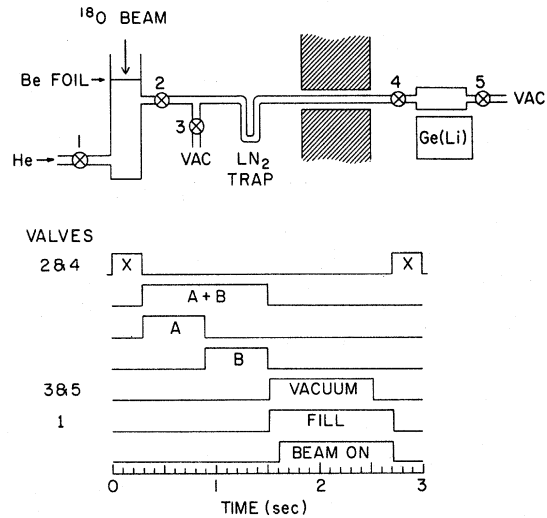 ¹⁸O BEAM
Be FOIL
2
4
5
VAC
3
1
He
VAC
LN₂
TRAP
Ge(Li)
VALVES
2&4
X
X
A + B
A
B
3&5
VACUUM
1
FILL
BEAM ON
0
1
2
3
TIME (sec)